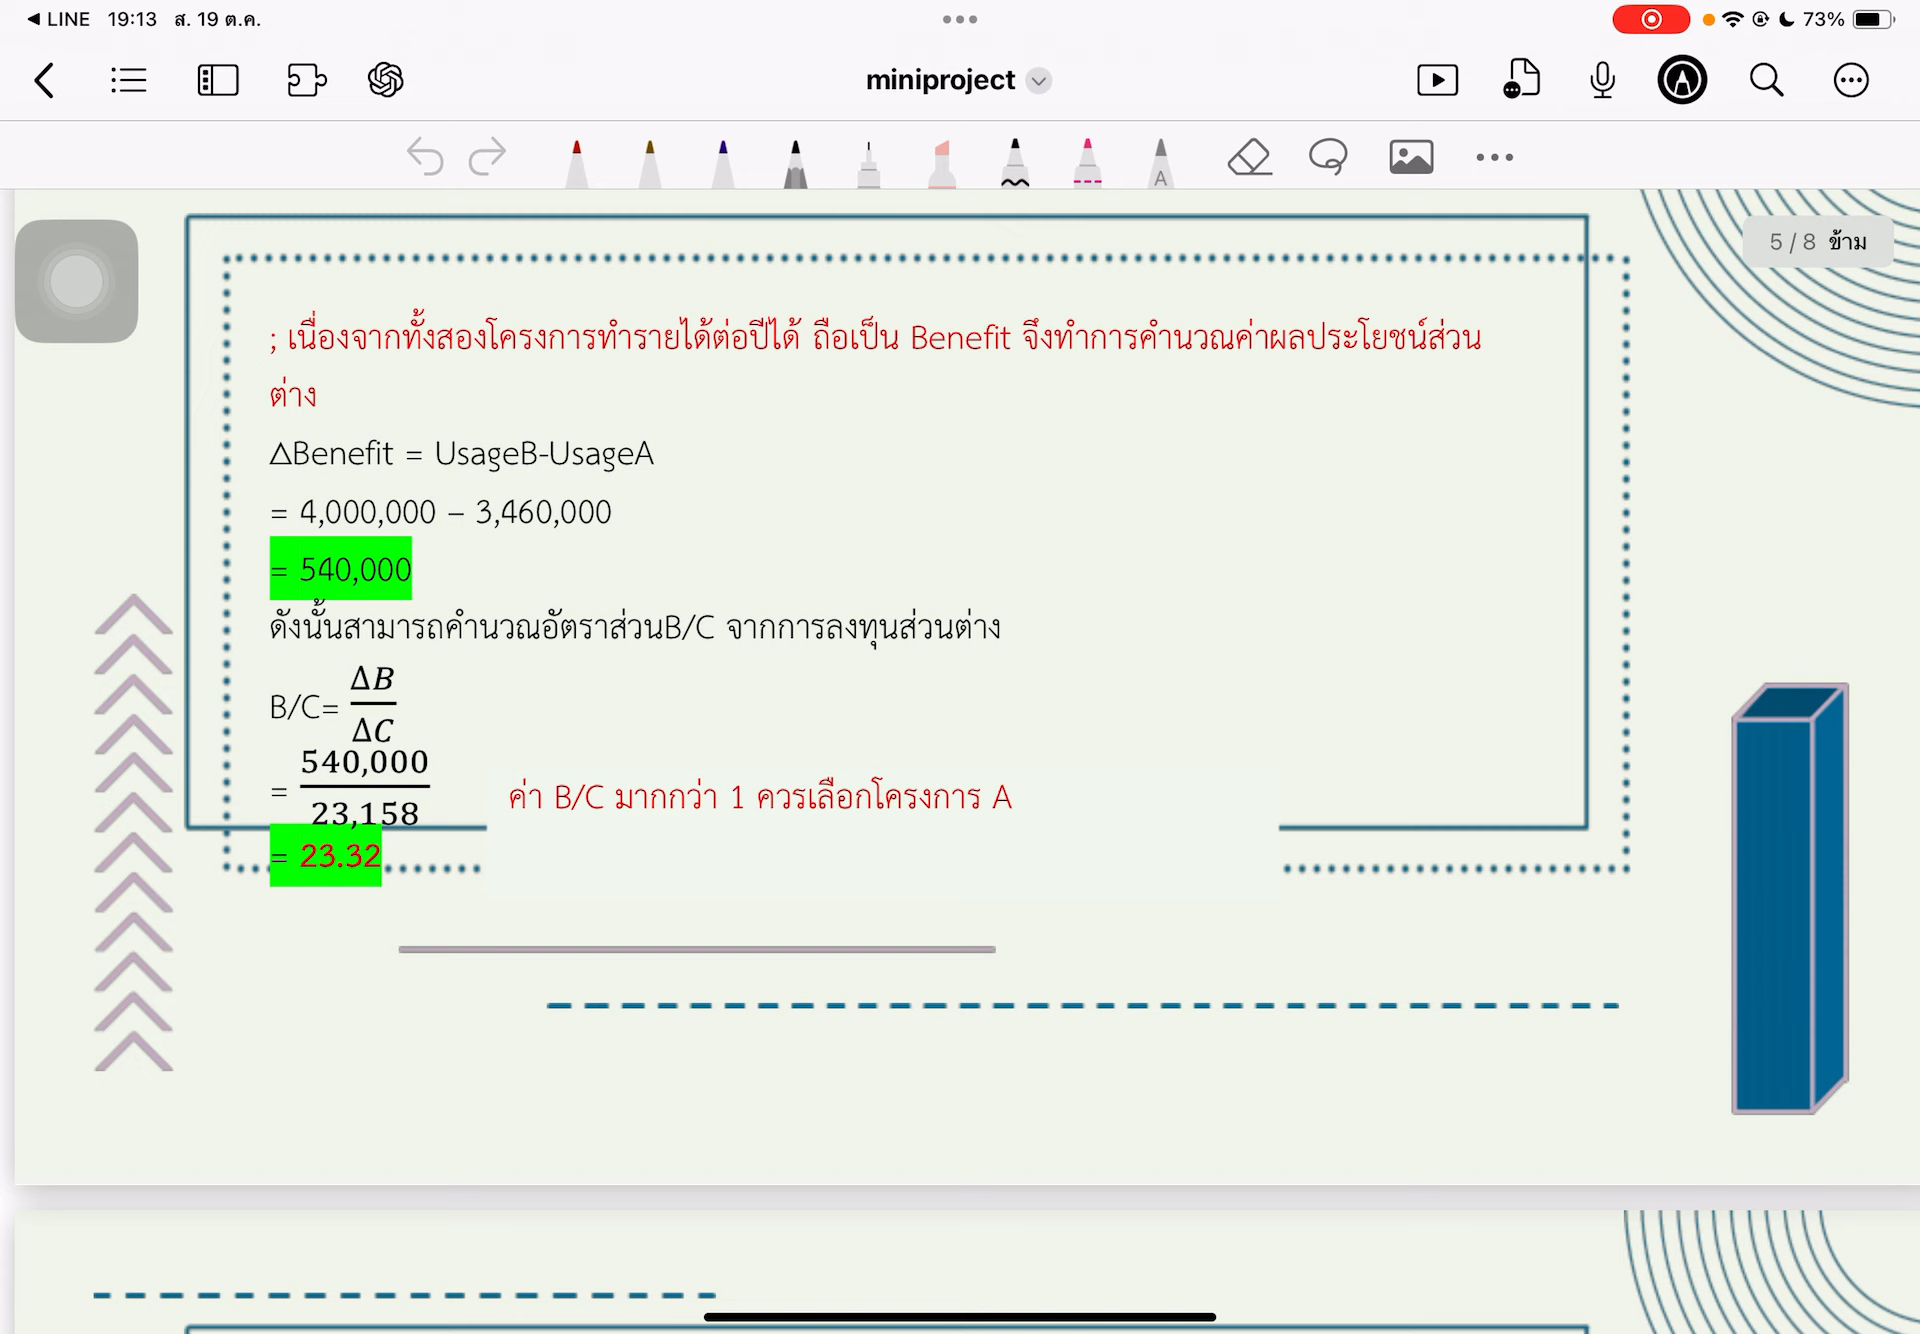 LINE 19:13 ส. 19 ต.ค.
73%
miniproject
A
5 / 8 ข้าม
; เนื่องจากทั้งสองโครงการทำรายได้ต่อปีได้ ถือเป็น Benefit จึงทำการคำนวณค่าผลประโยชน์ส่วน
ต่าง
ΔBenefit = UsageB-UsageA
= 4,000,000 – 3,460,000
= 540,000
ดังนั้นสามารถคำนวณอัตราส่วนB/C จากการลงทุนส่วนต่าง
B/C= ΔB/ΔC
= 540,000/23,158
ค่า B/C มากกว่า 1 ควรเลือกโครงการ A
= 23.32